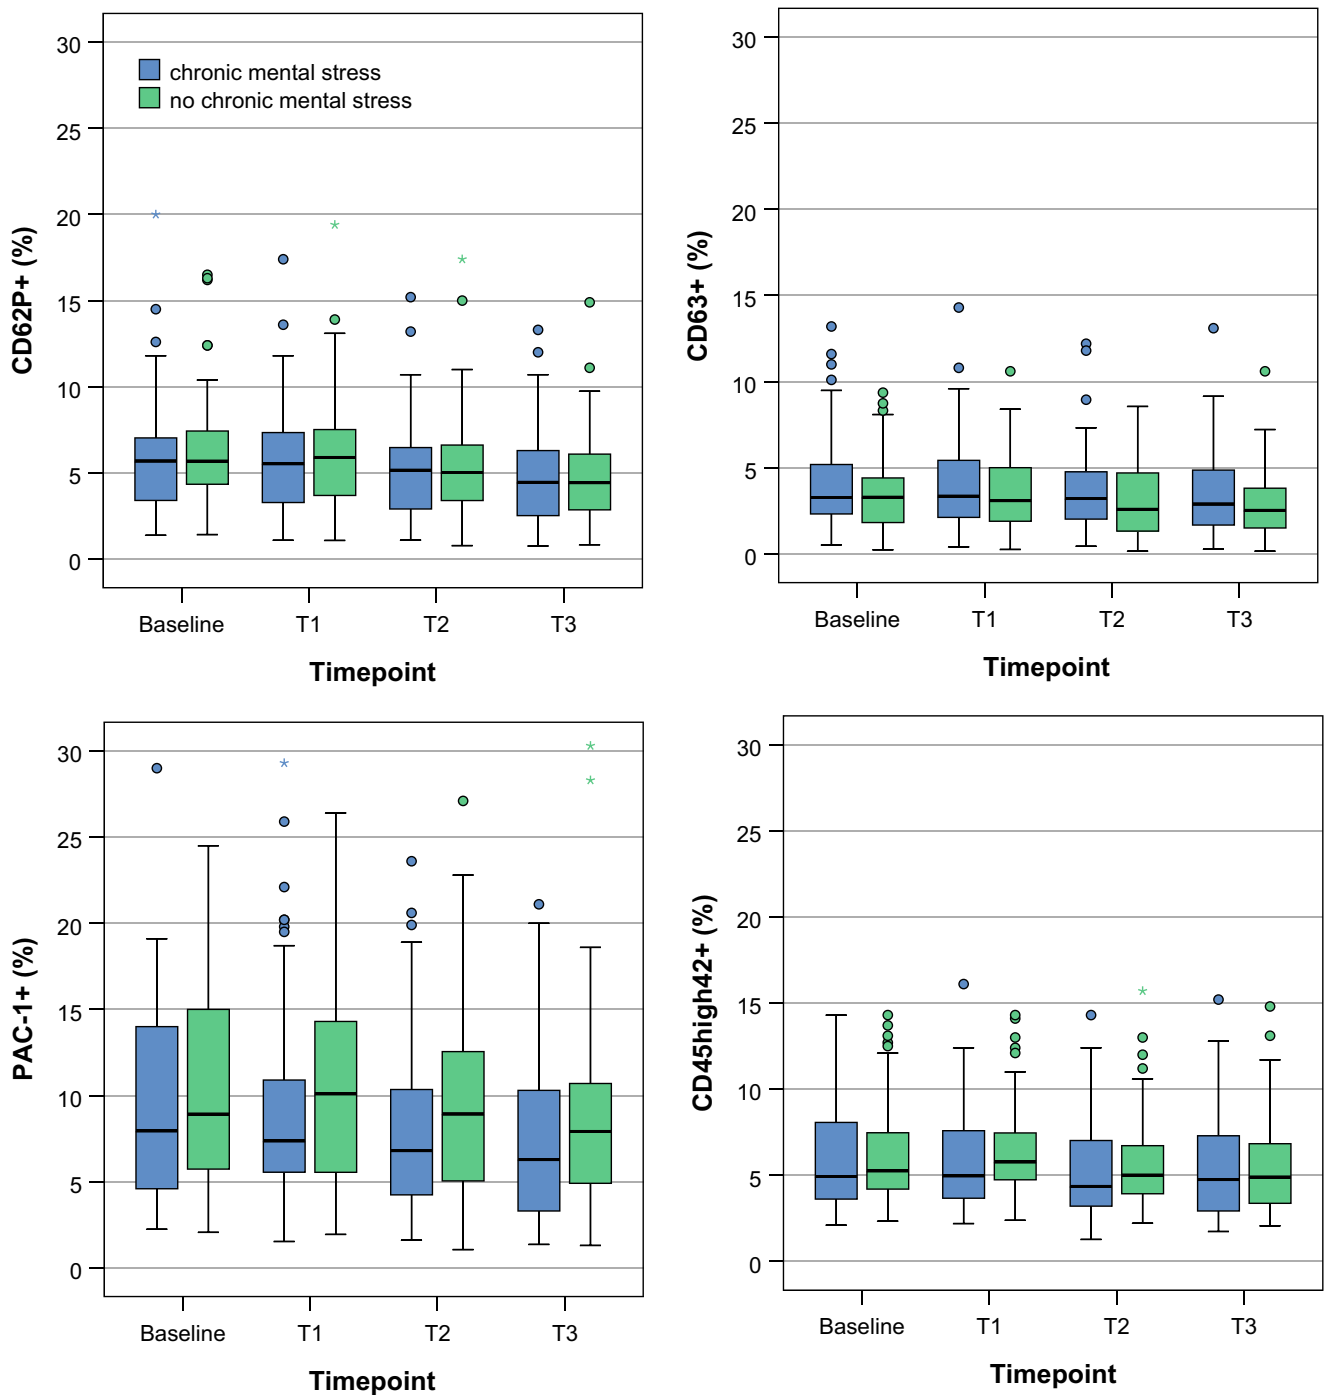 30
chronic mental stress
no chronic mental stress
25
20
15
10
5
0
CD62P+ (%)
Baseline T1 T2 T3
Timepoint
30
25
20
15
10
5
0
CD63+ (%)
Baseline T1 T2 T3
Timepoint
30
25
20
15
10
5
0
PAC-1+ (%)
Baseline T1 T2 T3
Timepoint
30
25
20
15
10
5
0
CD45high42+ (%)
Baseline T1 T2 T3
Timepoint